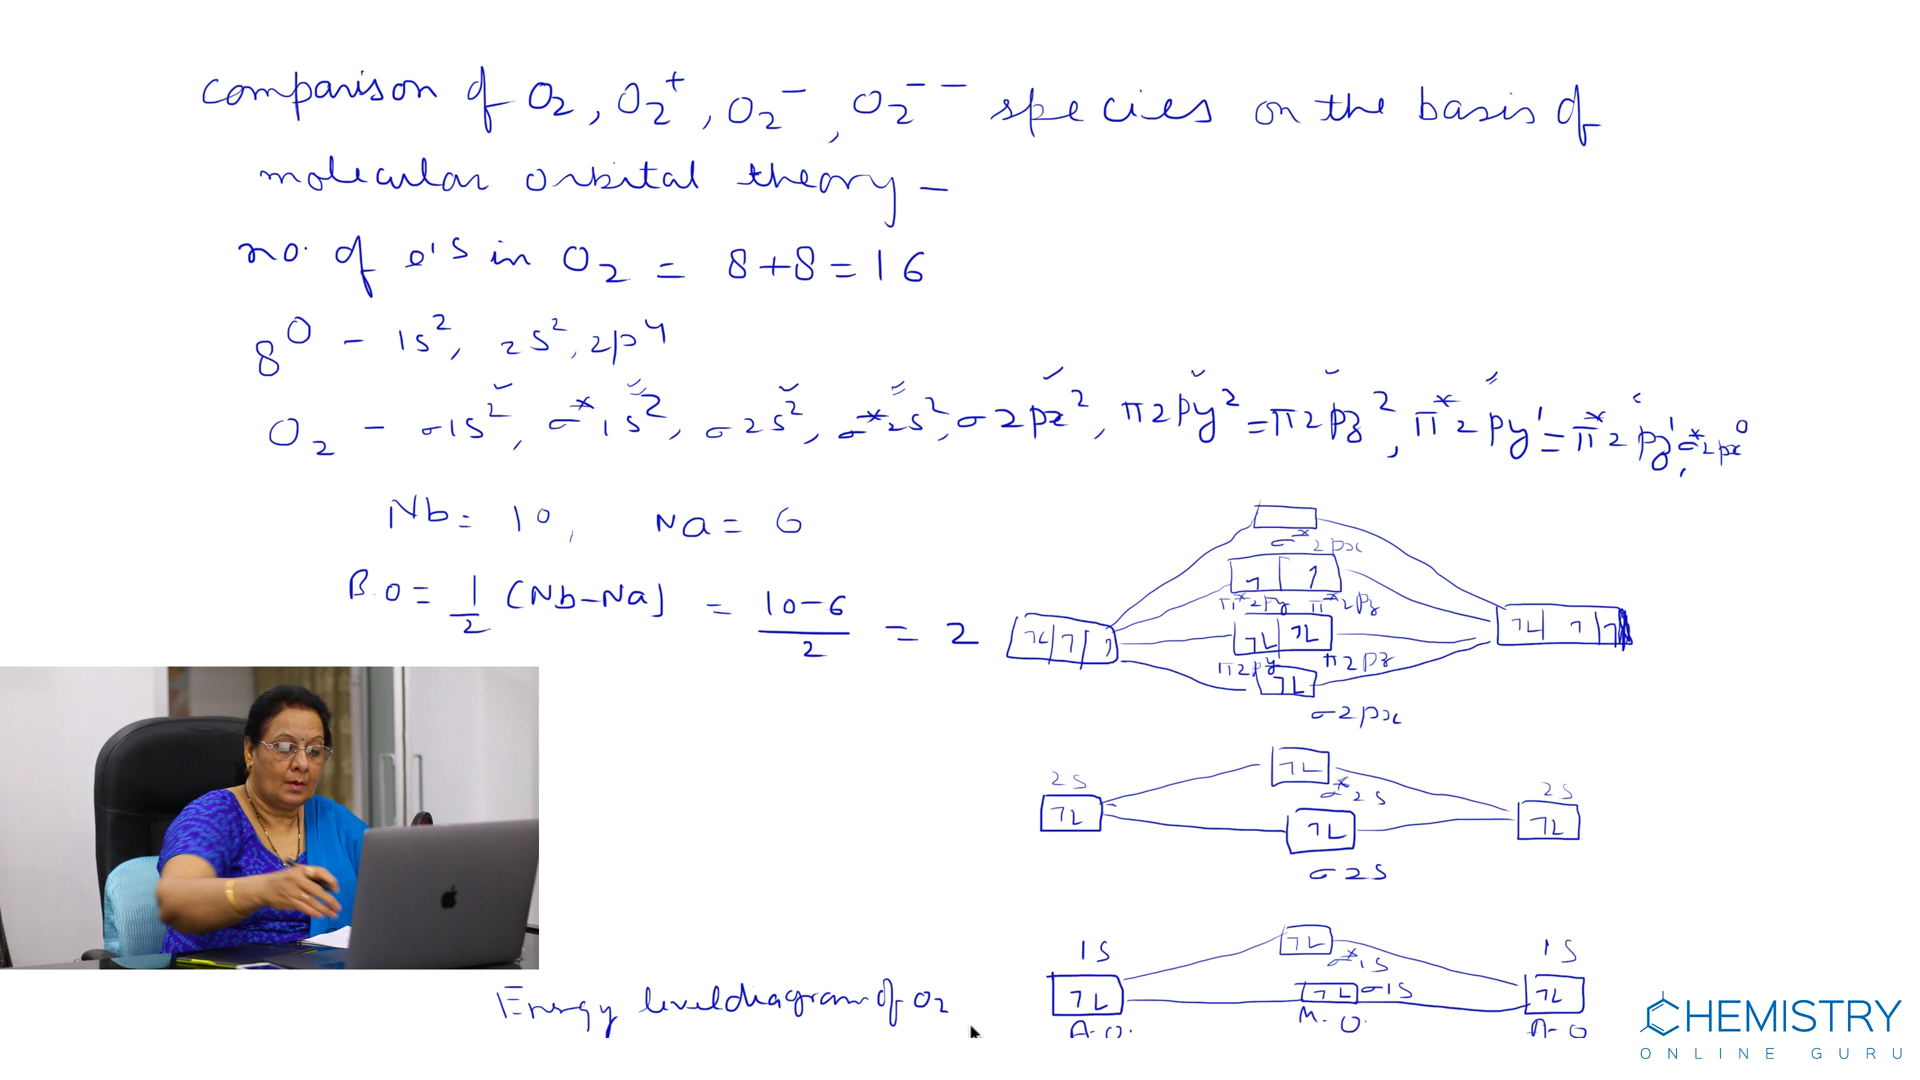 comparison of O₂, O₂⁺, O₂⁻, O₂⁻⁻ species on the basis of
molecular orbital theory –
no. of e's in O₂ = 8+8 = 16
₈O – 1s², 2s², 2p⁴
O₂ – σ1s², σ*1s², σ2s², σ*2s², σ2px², π2py² = π2pz², π*2py¹ = π*2pz¹, σ*2px⁰
Nb = 10, Na = 6
B.O = 1/2 [Nb–Na] = 10–6/2 = 2
σ*2px
π*2py π*2pz
π2py π2pz
σ2px
2s σ*2s 2s
σ2s
1s σ*1s 1s
σ1s
A.O. M.O. A.O
Energy level diagram of O₂
CHEMISTRY
ONLINE GURU